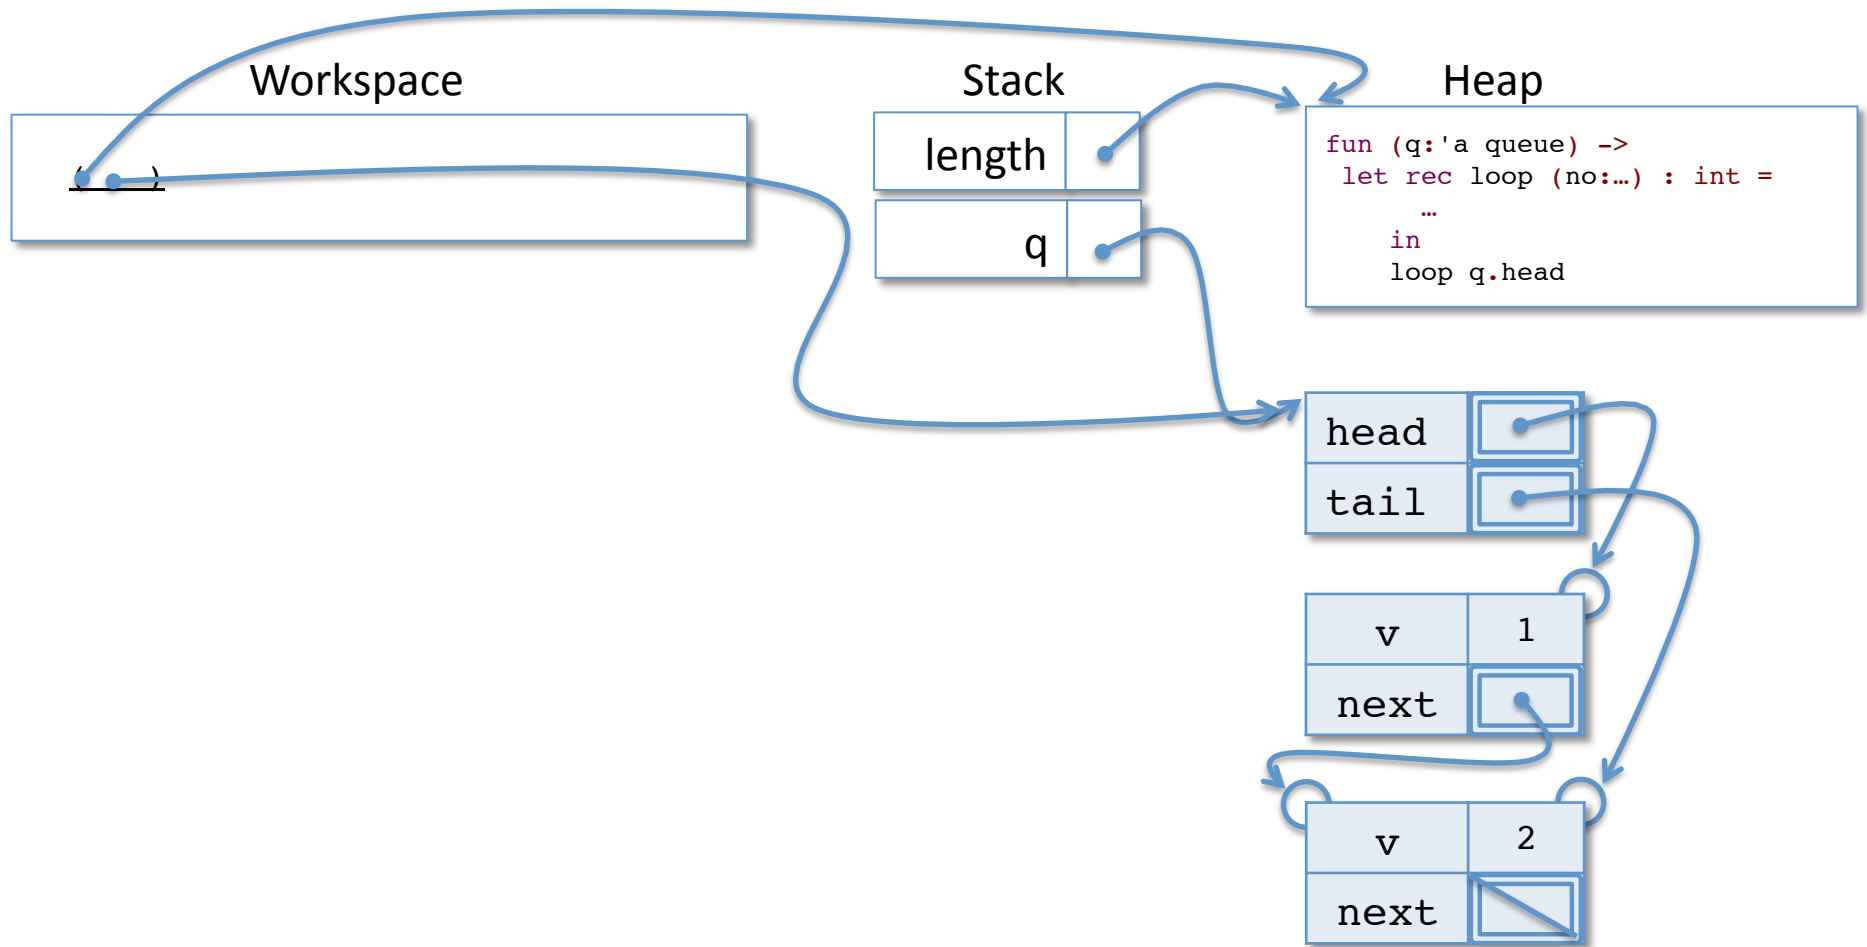 Workspace
Stack
Heap
( )
length
q
fun (q:'a queue) ->
let rec loop (no:…) : int =
…
in
loop q.head
head
tail
v 1
next
v 2
next